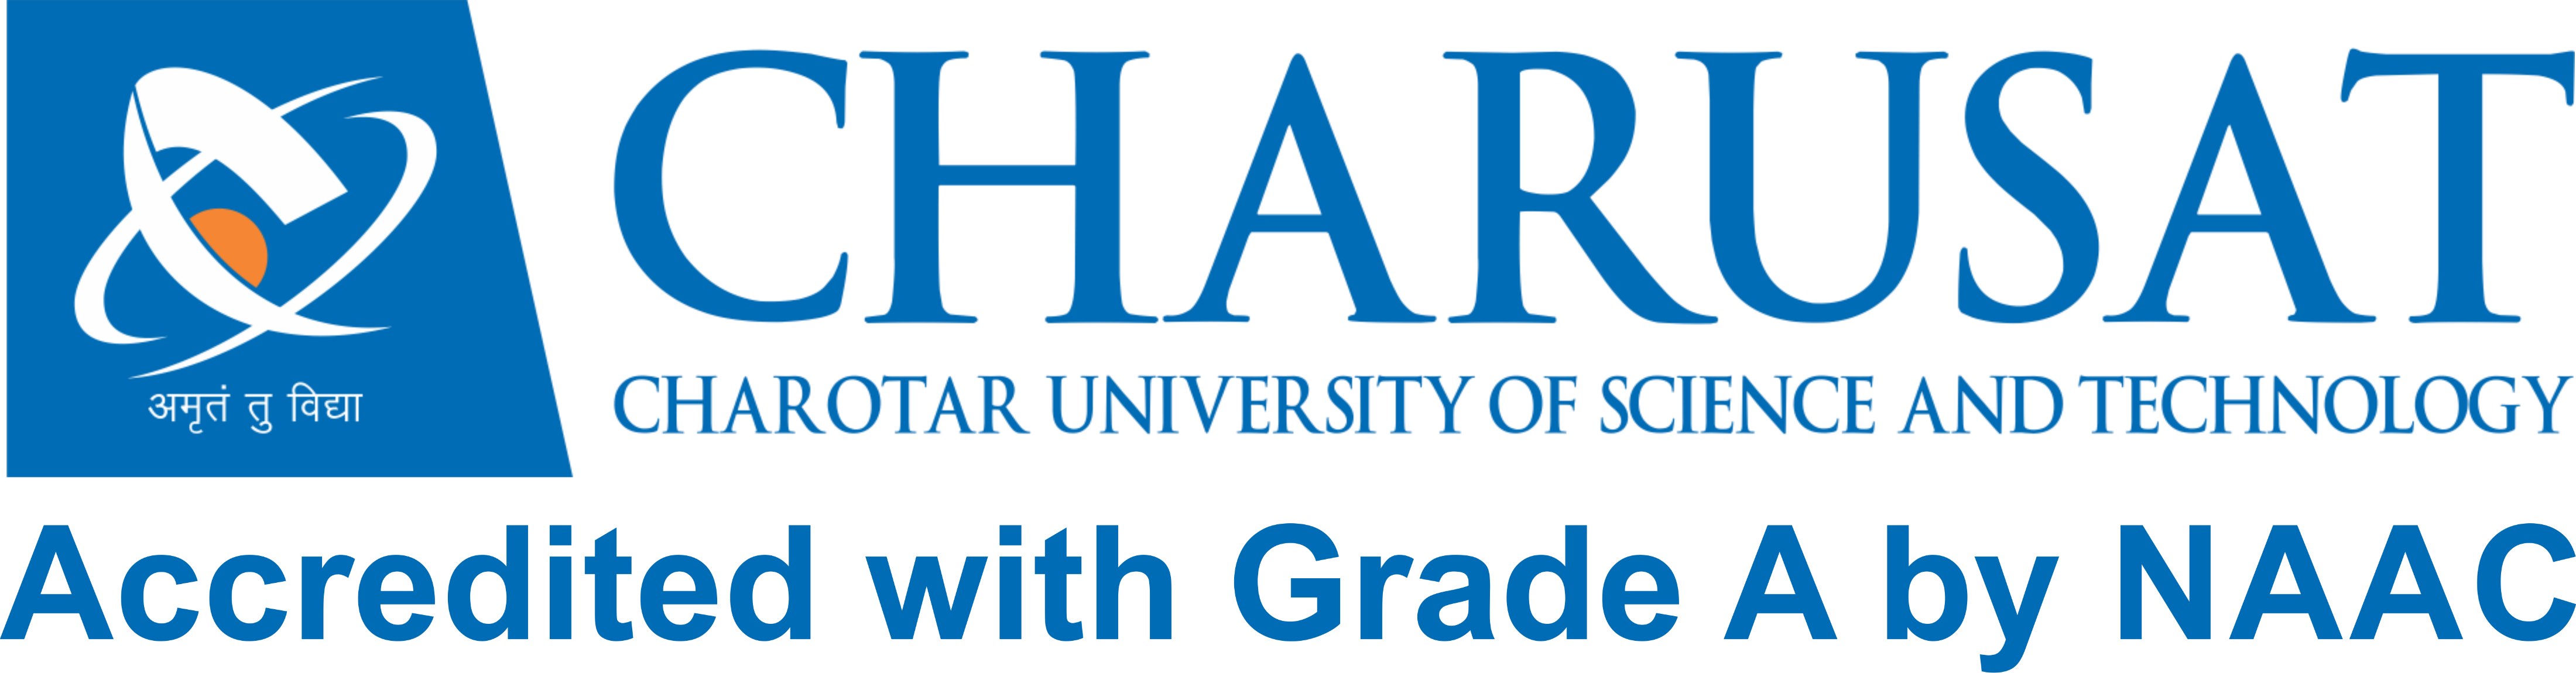 CHARUSAT
CHAROTAR UNIVERSITY OF SCIENCE AND TECHNOLOGY
अमृतं तु विद्या
Accredited with Grade A by NAAC